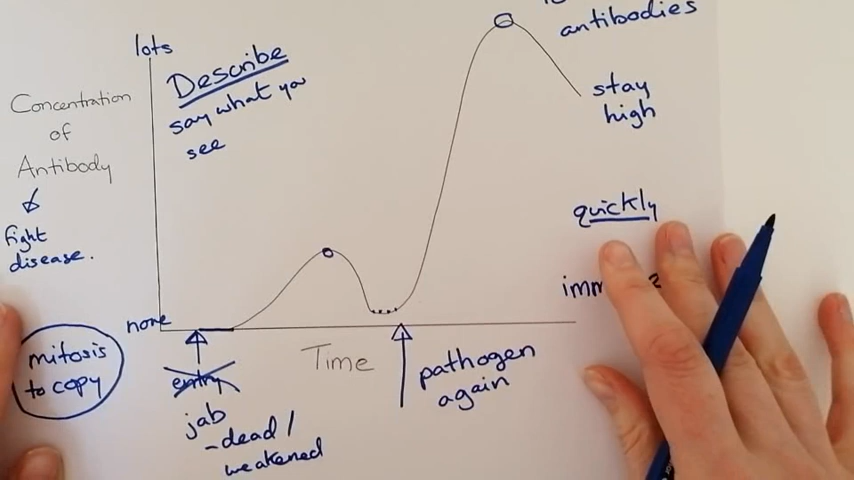 lots
Describe
say what you
see
Concentration
of
Antibody
fight
disease.
none
mitosis
to copy
entry
jab
-dead/
weakened
Time
pathogen
again
antibodies
stay
high
quickly